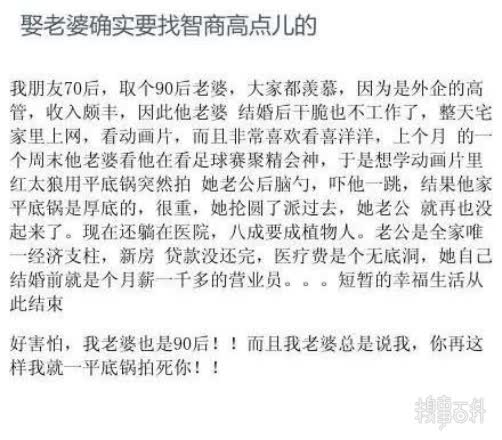 娶老婆确实要找智商高点儿的
我朋友70后，取个90后老婆，大家都羡慕，因为是外企的高
管，收入颇丰，因此他老婆 结婚后干脆也不工作了，整天宅
家里上网，看动画片，而且非常喜欢看喜洋洋，上个月 的一
个周末他老婆看他在看足球赛聚精会神，于是想学动画片里
红太狼用平底锅突然拍 她老公后脑勺，吓他一跳，结果他家
平底锅是厚底的，很重，她抡圆了派过去，她老公 就再也没
起来了。现在还躺在医院，八成要成植物人。老公是全家唯
一经济支柱，新房 贷款没还完，医疗费是个无底洞，她自己
结婚前就是个月薪一千多的营业员。。。短暂的幸福生活从
此结束
好害怕，我老婆也是90后！！而且我老婆总是说我，你再这
样我就一平底锅拍死你！！
糗事百科